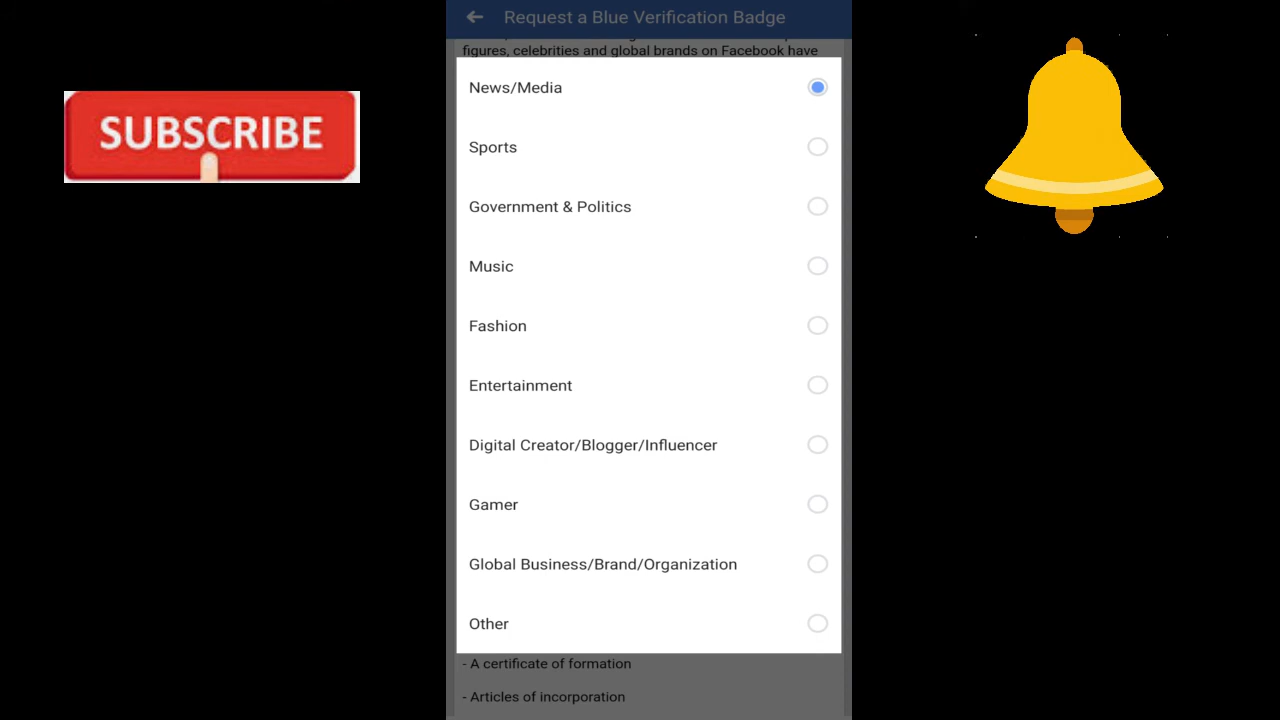 Request a Blue Verification Badge
figures, celebrities and global brands on Facebook have
SUBSCRIBE
News/Media
Sports
Government & Politics
Music
Fashion
Entertainment
Digital Creator/Blogger/Influencer
Gamer
Global Business/Brand/Organization
Other
- A certificate of formation
- Articles of incorporation